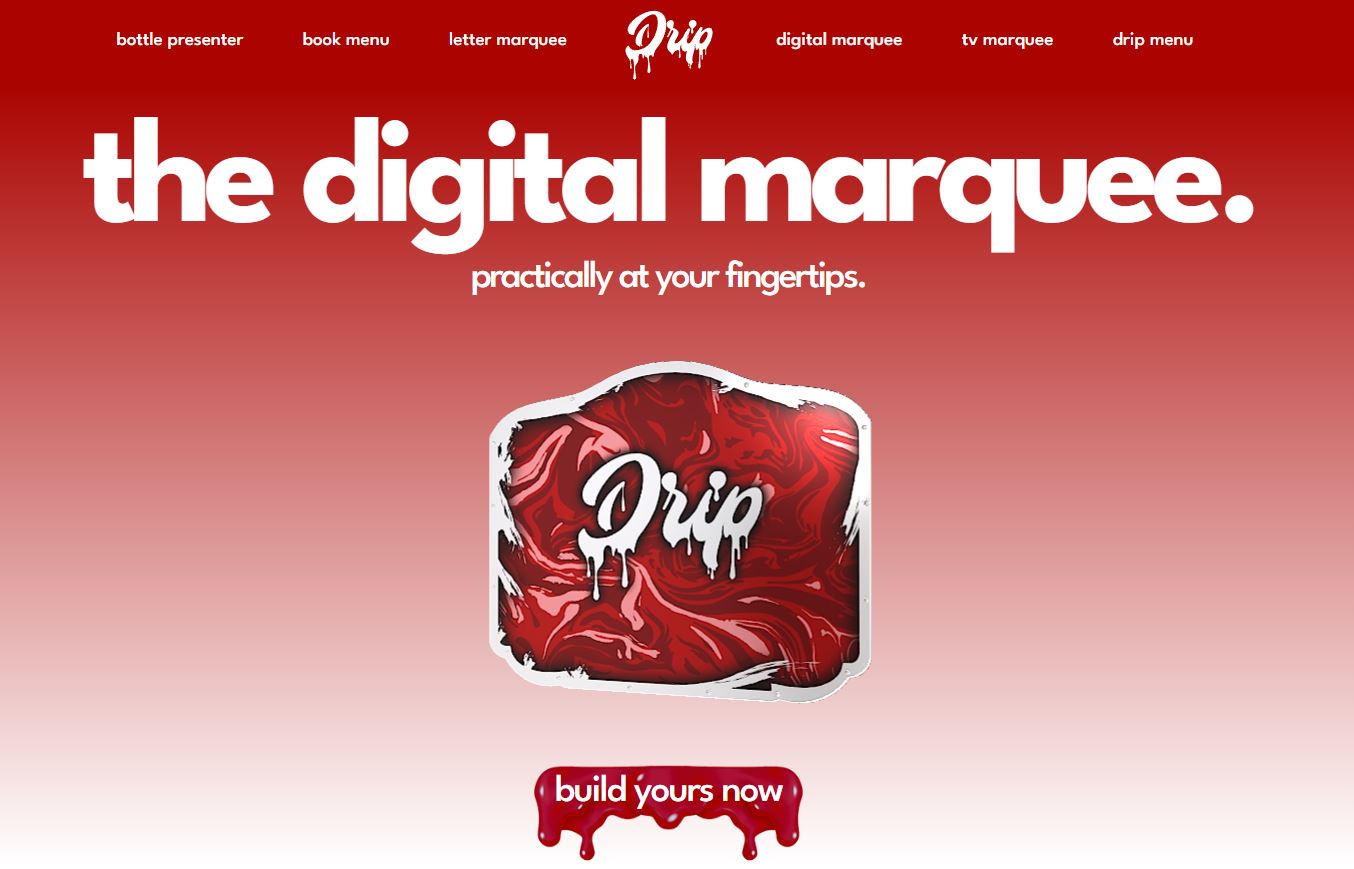 bottle presenter book menu letter marquee Drip digital marquee tv marquee drip menu
the digital marquee.
practically at your fingertips.
Drip
build yours now